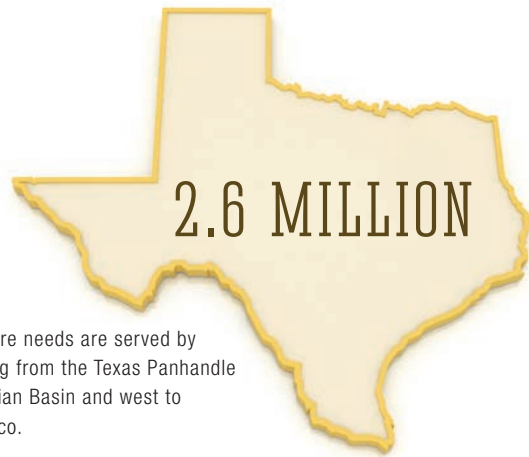 2.6 MILLION
re needs are served by
g from the Texas Panhandle
ian Basin and west to
co.